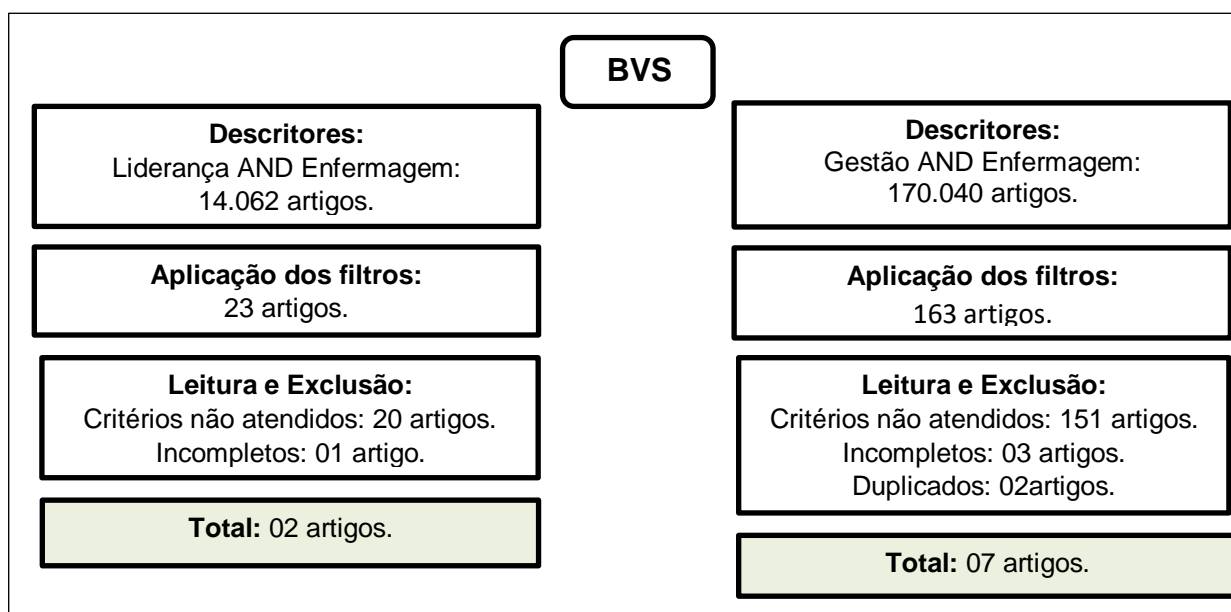 BVS
Descritores:
Liderança AND Enfermagem:
14.062 artigos.
Aplicação dos filtros:
23 artigos.
Leitura e Exclusão:
Critérios não atendidos: 20 artigos.
Incompletos: 01 artigo.
Total: 02 artigos.
Descritores:
Gestão AND Enfermagem:
170.040 artigos.
Aplicação dos filtros:
163 artigos.
Leitura e Exclusão:
Critérios não atendidos: 151 artigos.
Incompletos: 03 artigos.
Duplicados: 02artigos.
Total: 07 artigos.